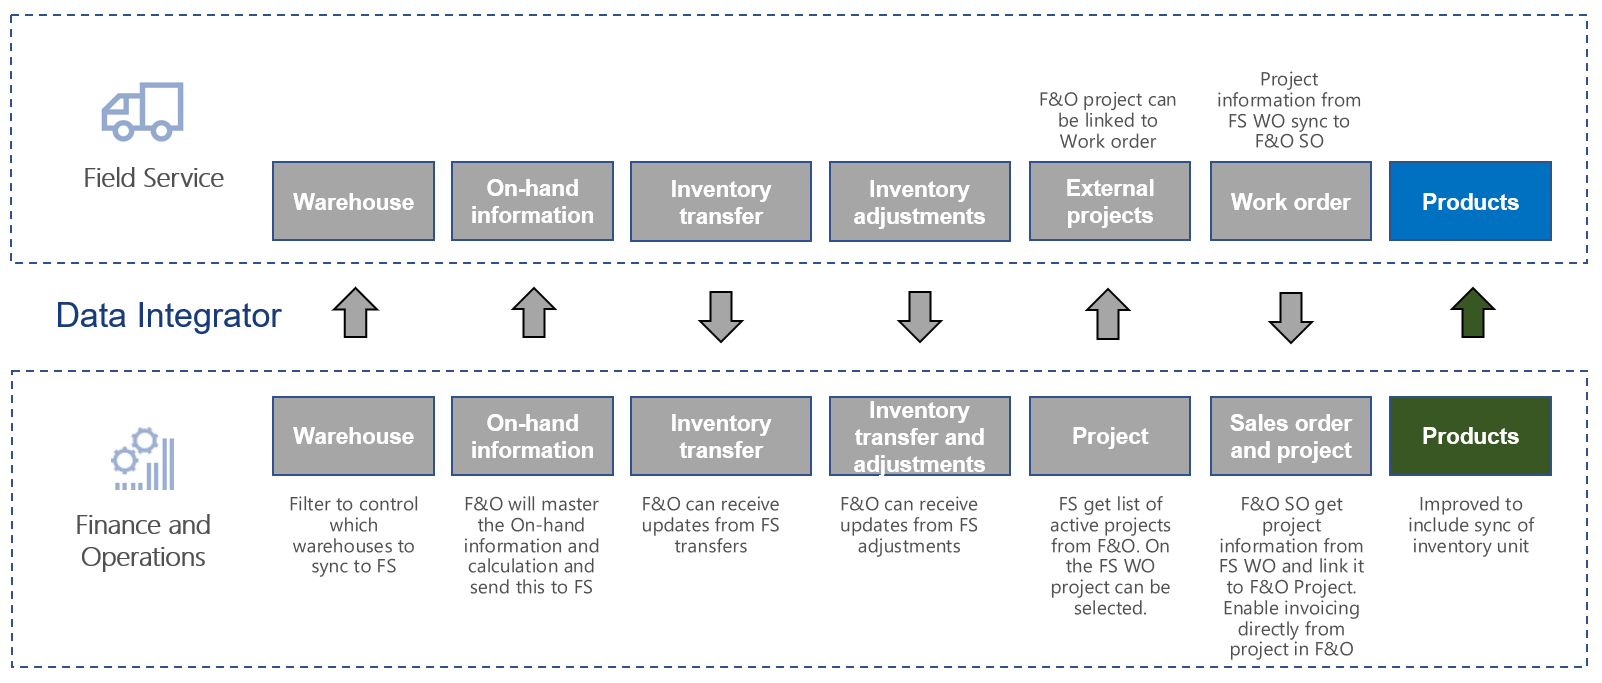 F&O project can
be linked to
Work order
Project
information from
FS WO sync to
F&O SO
Field Service
Warehouse
On-hand
information
Inventory
transfer
Inventory
adjustments
External
projects
Work order
Products
Data Integrator
Finance and
Operations
Warehouse
On-hand
information
Inventory
transfer
Inventory
transfer and
adjustments
Project
Sales order
and project
Products
Filter to control
which
warehouses to
sync to FS
F&O will master
the On-hand
information and
calculation and
send this to FS
F&O can receive
updates from FS
transfers
F&O can receive
updates from FS
adjustments
FS get list of
active projects
from F&O. On
the FS WO
project can be
selected.
F&O SO get
project
information from
FS WO and link it
to F&O Project.
Enable invoicing
directly from
project in F&O
Improved to
include sync of
inventory unit